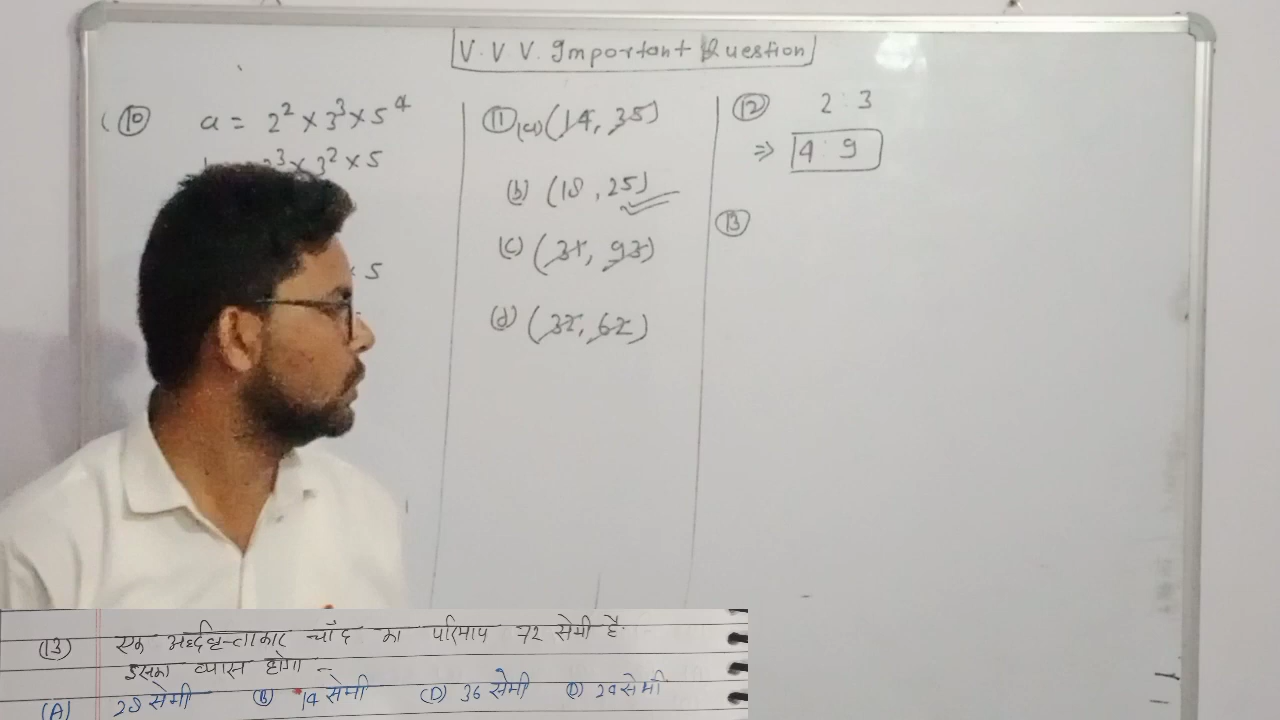 V. V. V. Important Question
(10) a = 2² × 3³ × 5⁴
³ × 3² × 5
× 5
(11) (a) (14, 35)
(b) (18, 25)
(c) (31, 93)
(d) (32, 62)
(12) 2 : 3
⇒ 4 : 9
(13)
(13) एक अर्द्धवृत्ताकार चाँद का परिमाप 72 सेमी है.
इसका व्यास होगा -
(A) 28 सेमी (B) 14 सेमी (D) 36 सेमी (D) 24 सेमी